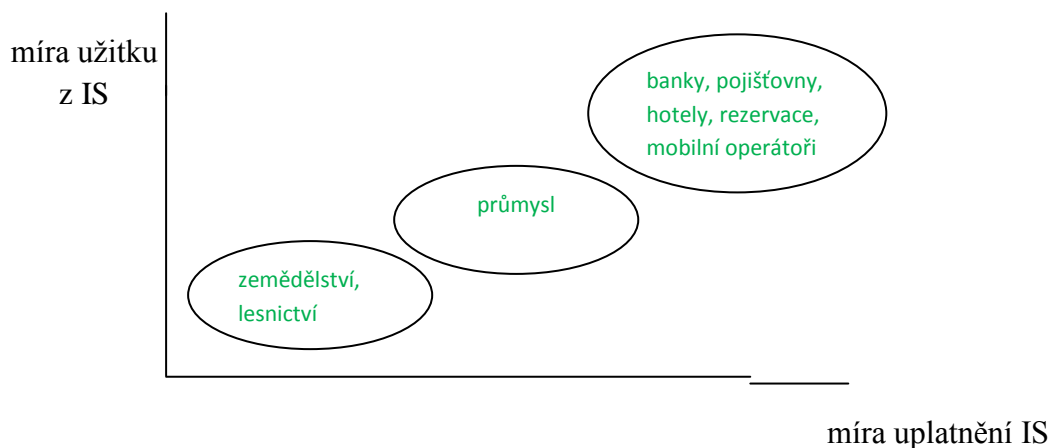 míra užitku
z IS
banky, pojišťovny,
hotely, rezervace,
mobilní operátoři
průmysl
zemědělství,
lesnictví
míra uplatnění IS